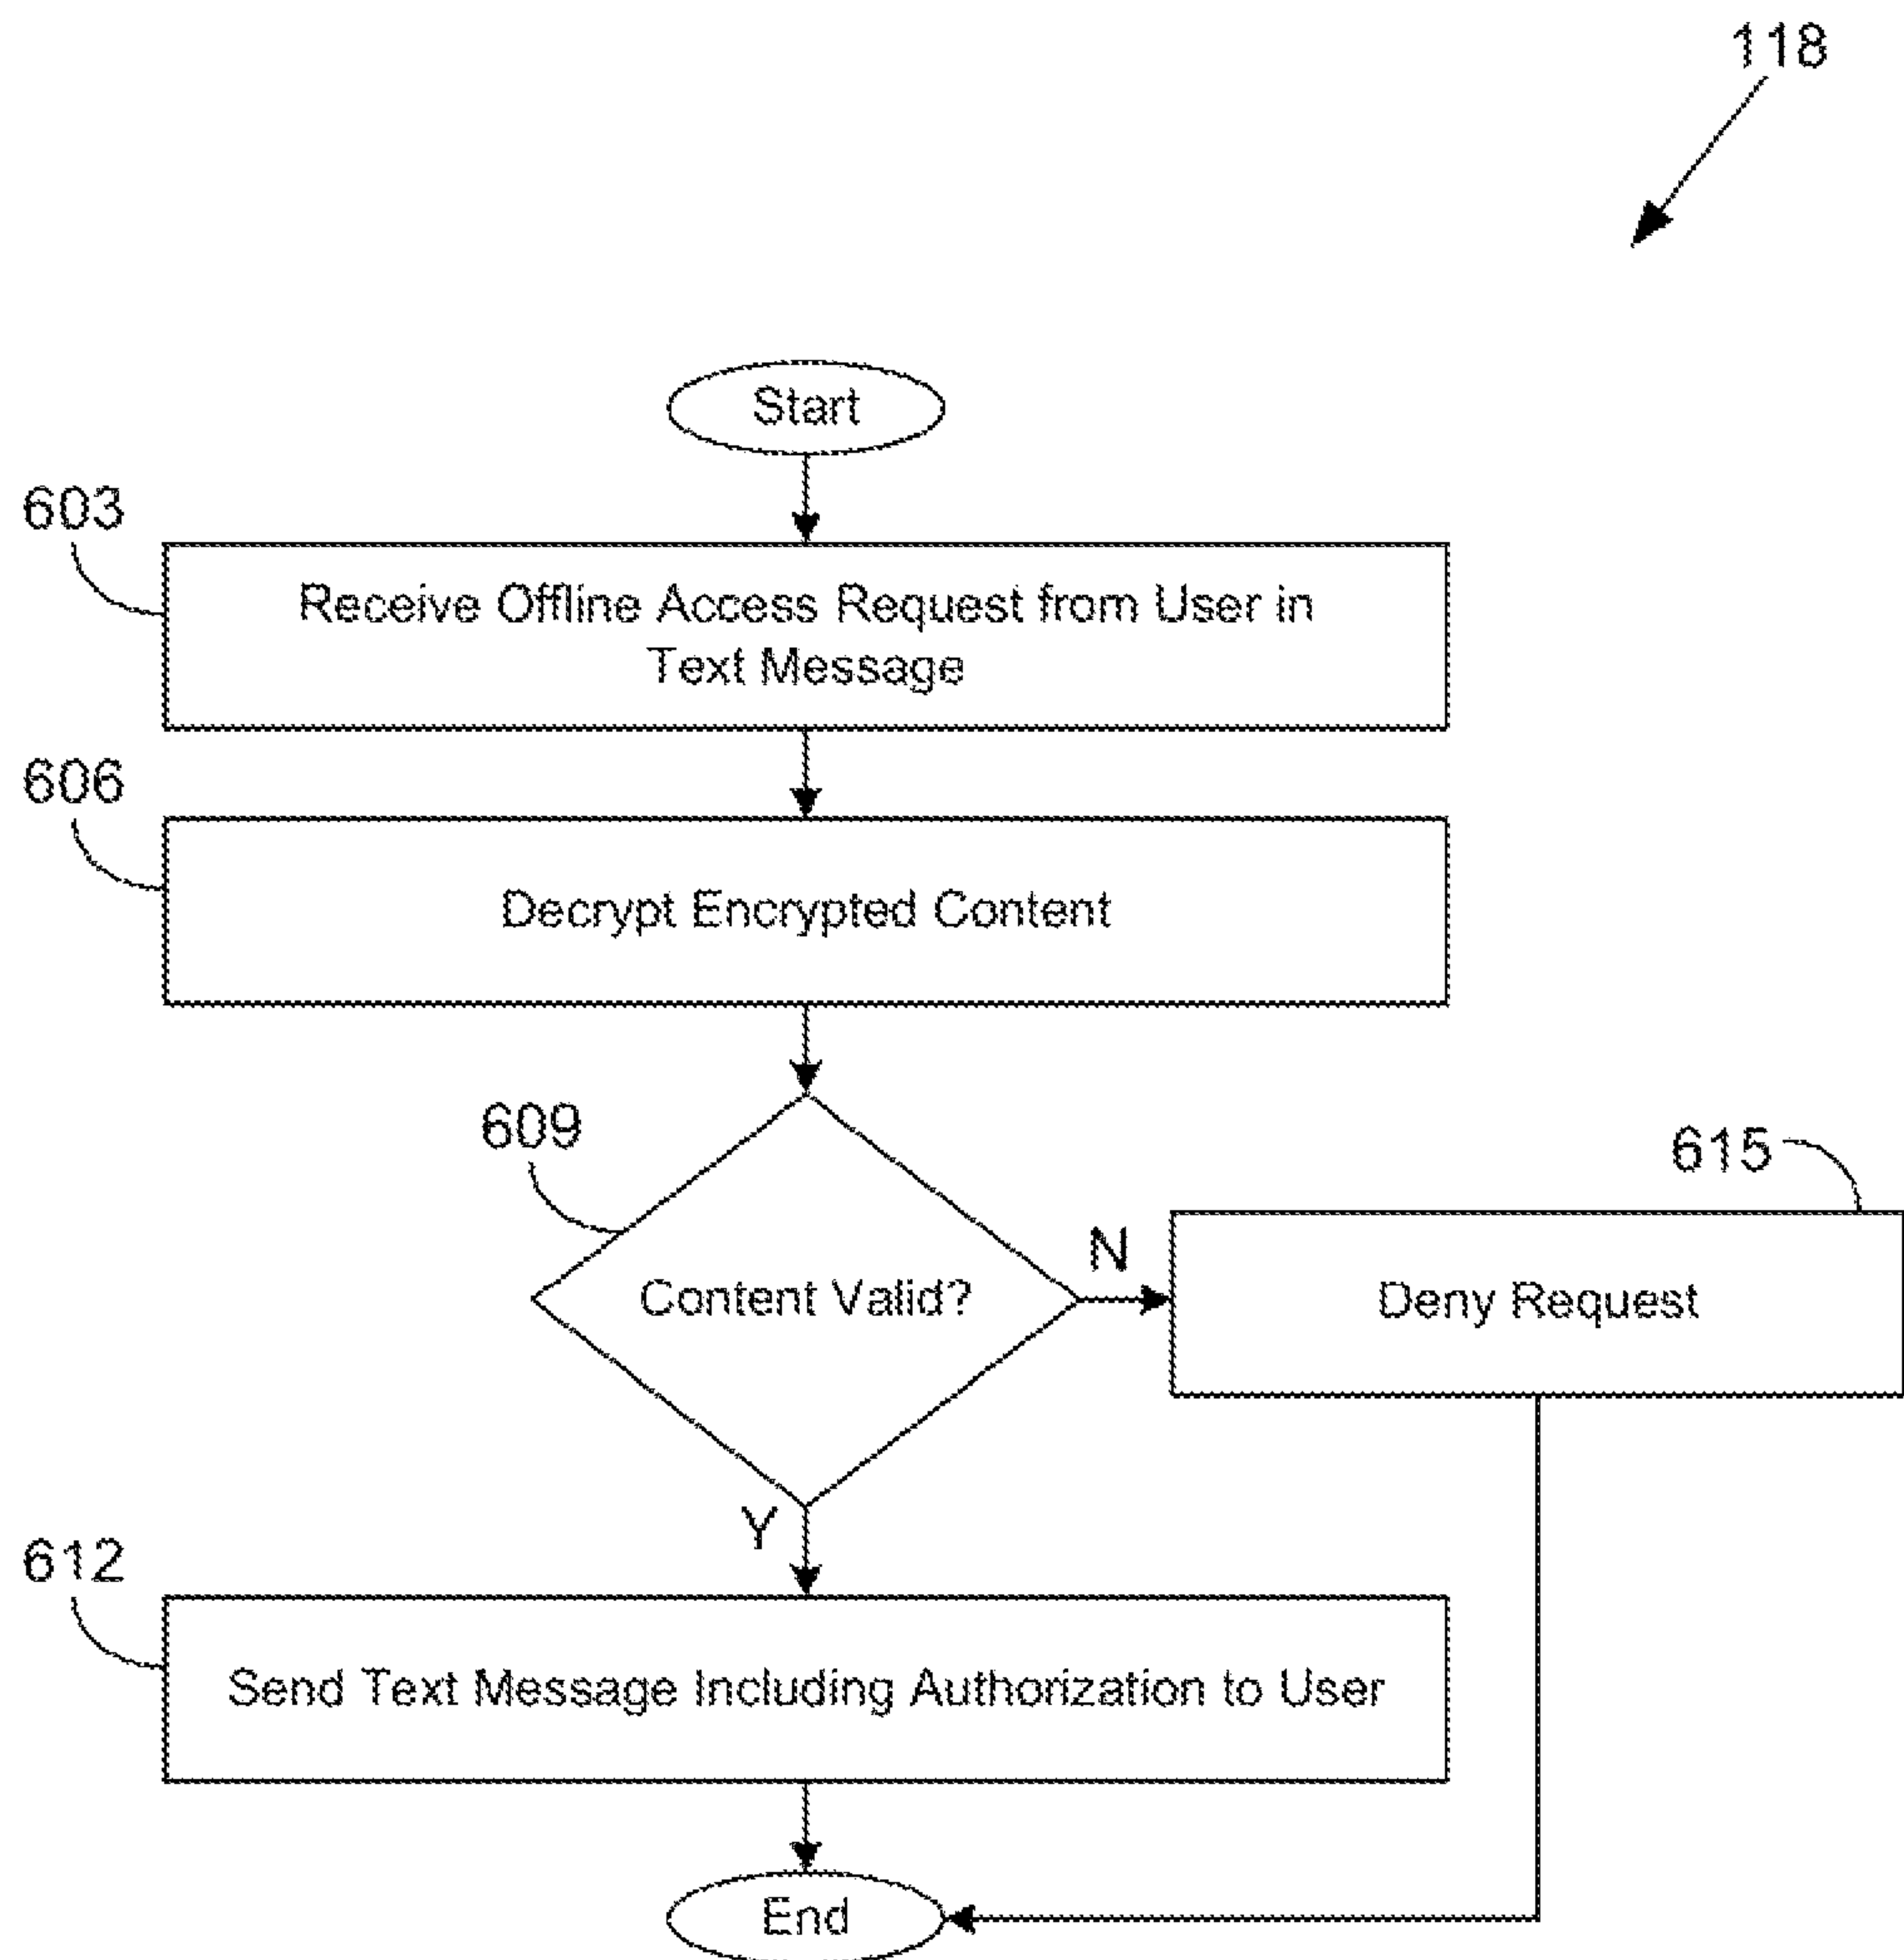 118
Start
603
Receive Offline Access Request from User in
Text Message
606
Decrypt Encrypted Content
609
Content Valid?
N
615
Deny Request
Y
612
Send Text Message Including Authorization to User
End